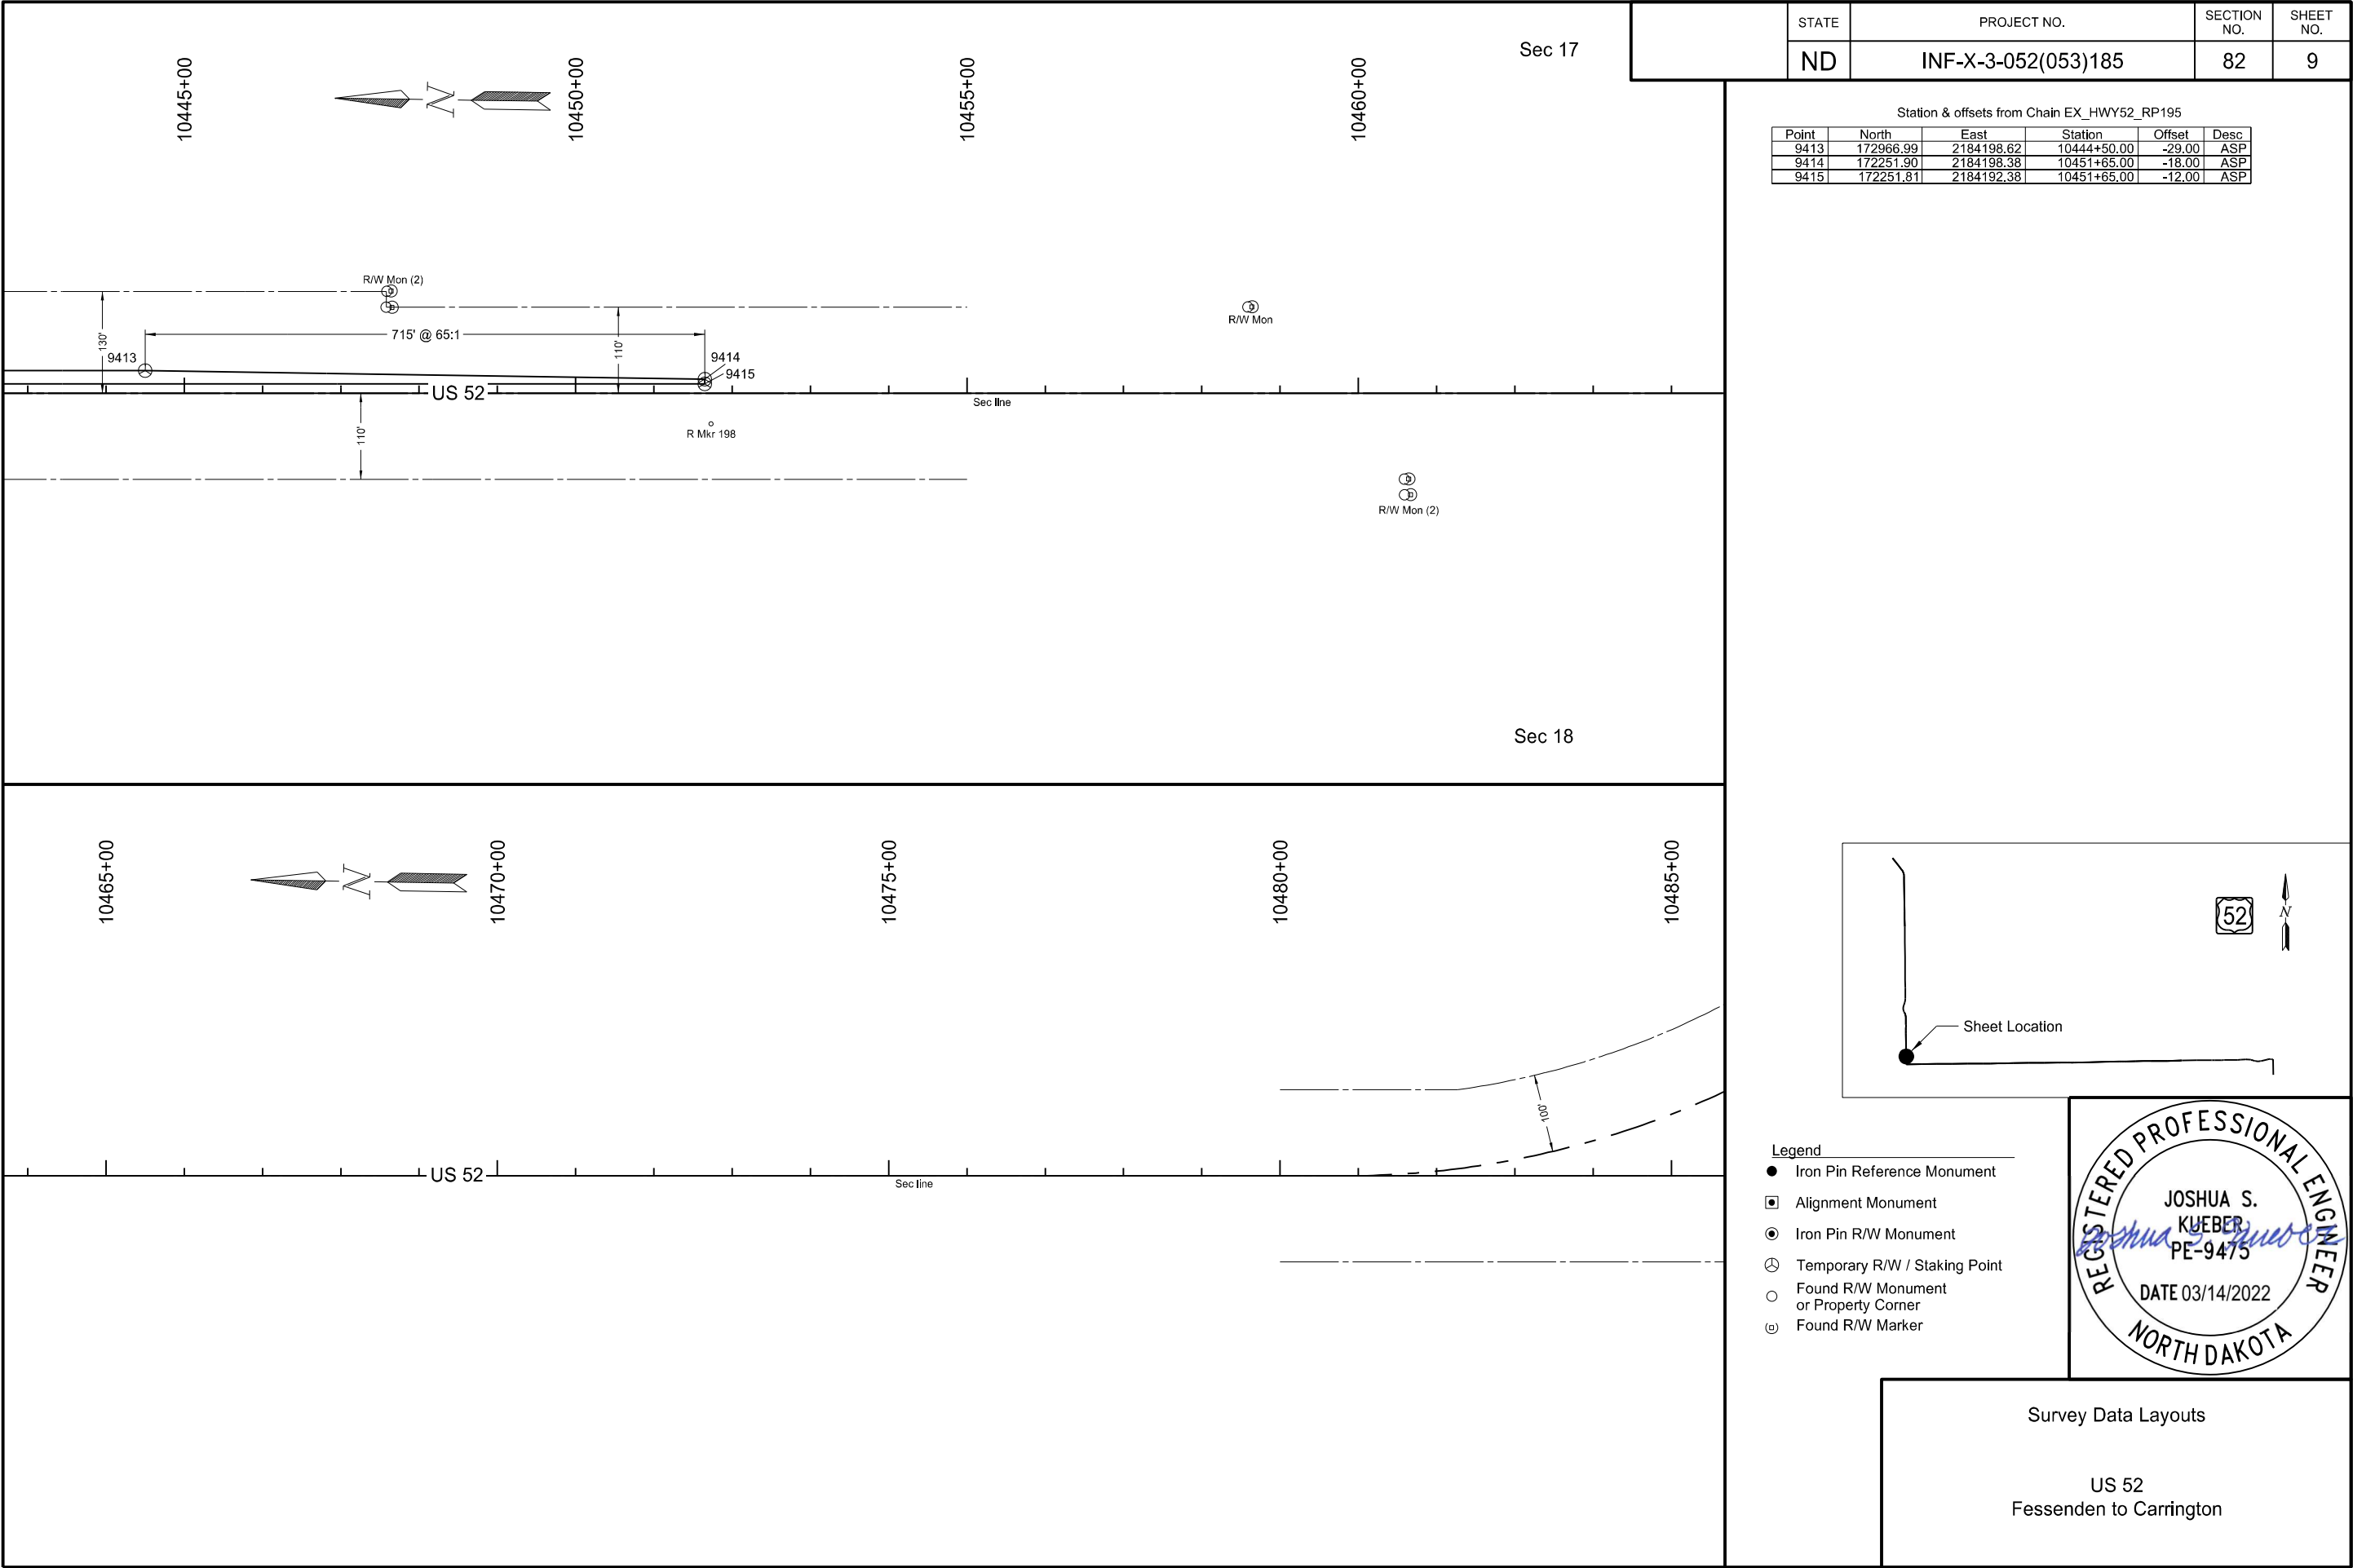 STATE
PROJECT NO.
SECTION NO.
SHEET NO.
ND
INF-X-3-052(053)185
82
9
Sec 17
10445+00
10450+00
10455+00
10460+00
N
Station & offsets from Chain EX_HWY52_RP195
Point North East Station Offset Desc
9413 172966.99 2184198.62 10444+50.00 -29.00 ASP
9414 172251.90 2184198.38 10451+65.00 -18.00 ASP
9415 172251.81 2184192.38 10451+65.00 -12.00 ASP
R/W Mon (2)
R/W Mon
130'
715' @ 65:1
110'
9413
9414
9415
US 52
Sec line
110'
R Mkr 198
R/W Mon (2)
Sec 18
10465+00
10470+00
10475+00
10480+00
10485+00
N
100'
US 52
Sec line
52
N
Sheet Location
Legend
Iron Pin Reference Monument
Alignment Monument
Iron Pin R/W Monument
Temporary R/W / Staking Point
Found R/W Monument
or Property Corner
Found R/W Marker
REGISTERED PROFESSIONAL ENGINEER
JOSHUA S.
KUEBER
Joshua S. Kueber
PE-9475
DATE 03/14/2022
NORTH DAKOTA
Survey Data Layouts
US 52
Fessenden to Carrington